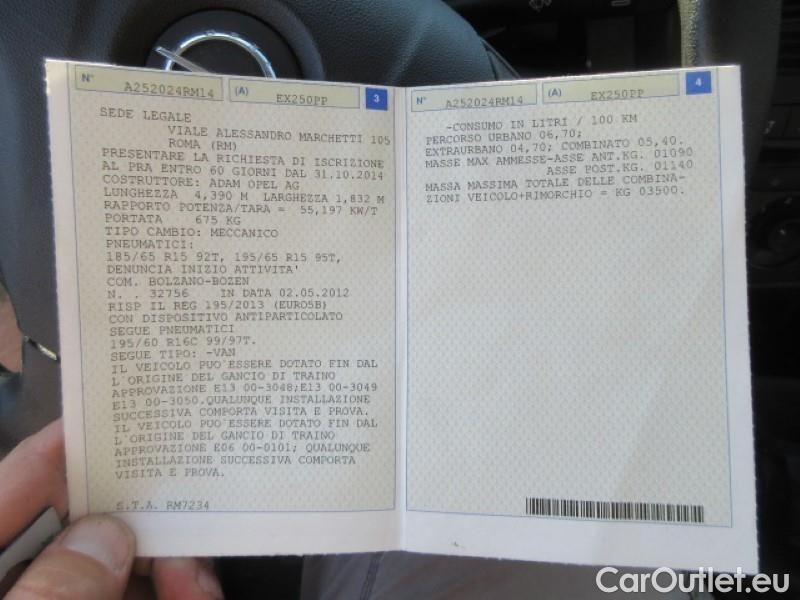 N° A252024RM14 (A) EX250PP 3
SEDE LEGALE
VIALE ALESSANDRO MARCHETTI 105
ROMA (RM)
PRESENTARE LA RICHIESTA DI ISCRIZIONE
AL PRA ENTRO 60 GIORNI DAL 31.10.2014
COSTRUTTORE: ADAM OPEL AG
LUNGHEZZA 4,390 M LARGHEZZA 1,832 M
RAPPORTO POTENZA/TARA = 55,197 KW/T
PORTATA 675 KG
TIPO CAMBIO: MECCANICO
PNEUMATICI:
185/65 R15 92T, 195/65 R15 95T,
DENUNCIA INIZIO ATTIVITA'
COM. BOLZANO-BOZEN
N. . 32756 IN DATA 02.05.2012
RISP IL REG 195/2013 (EURO5B)
CON DISPOSITIVO ANTIPARTICOLATO
SEGUE PNEUMATICI
195/60 R16C 99/97T.
SEGUE TIPO: -VAN
IL VEICOLO PUO'ESSERE DOTATO FIN DAL
L'ORIGINE DEL GANCIO DI TRAINO
APPROVAZIONE E13 00-3048;E13 00-3049
E13 00-3050.QUALUNQUE INSTALLAZIONE
SUCCESSIVA COMPORTA VISITA E PROVA.
IL VEICOLO PUO'ESSERE DOTATO FIN DAL
L'ORIGINE DEL GANCIO DI TRAINO
APPROVAZIONE E06 00-0101; QUALUNQUE
INSTALLAZIONE SUCCESSIVA COMPORTA
VISITA E PROVA.
S.T.A. RM7234
N° A252024RM14 (A) EX250PP 4
-CONSUMO IN LITRI / 100 KM
PERCORSO URBANO 06,70;
EXTRAURBANO 04,70; COMBINATO 05,40.
MASSE MAX AMMESSE-ASSE ANT.KG. 01090
ASSE POST.KG. 01140
MASSA MASSIMA TOTALE DELLE COMBINA-
ZIONI VEICOLO+RIMORCHIO = KG 03500.
CarOutlet.eu